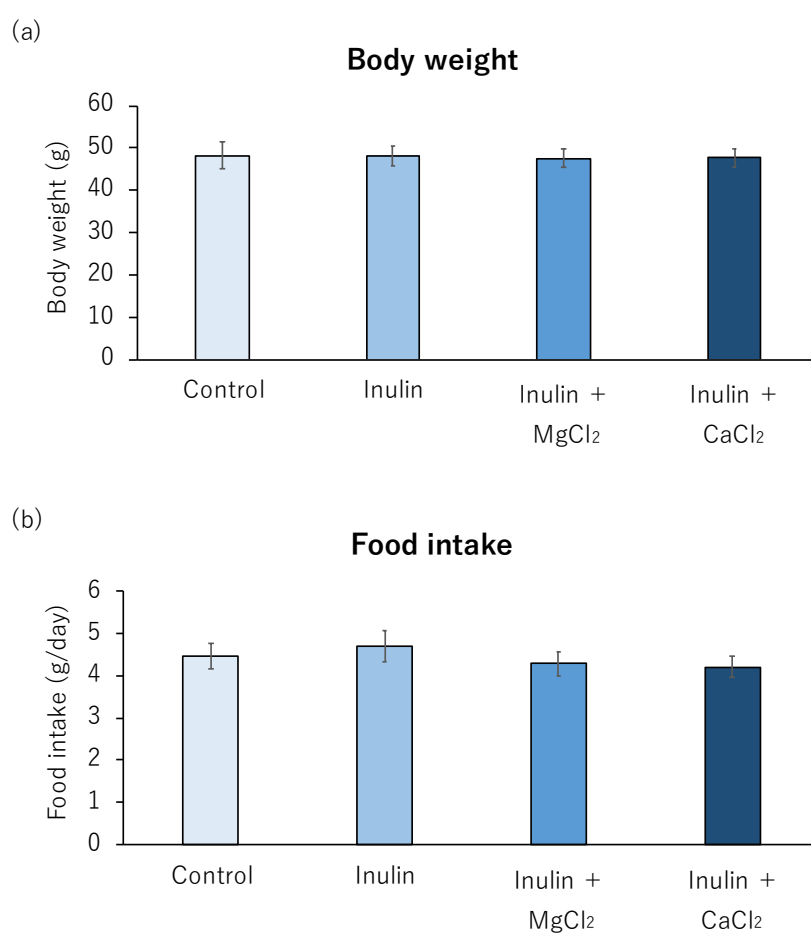 (a)
Body weight
Body weight (g)
60
50
40
30
20
10
0
Control
Inulin
Inulin +
MgCl₂
Inulin +
CaCl₂
(b)
Food intake
Food intake (g/day)
6
5
4
3
2
1
0
Control
Inulin
Inulin +
MgCl₂
Inulin +
CaCl₂